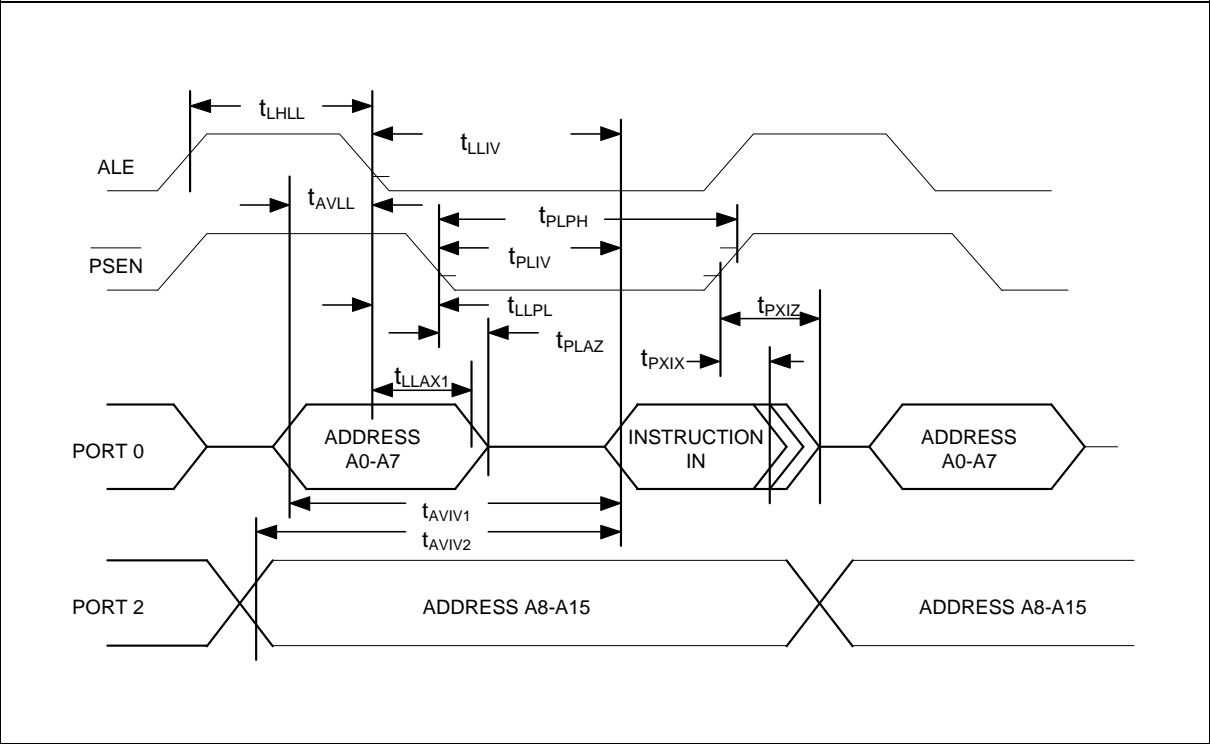 tLHLL
tLLIV
ALE
tAVLL
tPLPH
PSEN
tPLIV
tLLPL
tPXIZ
tPLAZ
tPXIX
tLLAX1
PORT 0
ADDRESS
A0-A7
INSTRUCTION
IN
ADDRESS
A0-A7
tAVIV1
tAVIV2
PORT 2
ADDRESS A8-A15
ADDRESS A8-A15